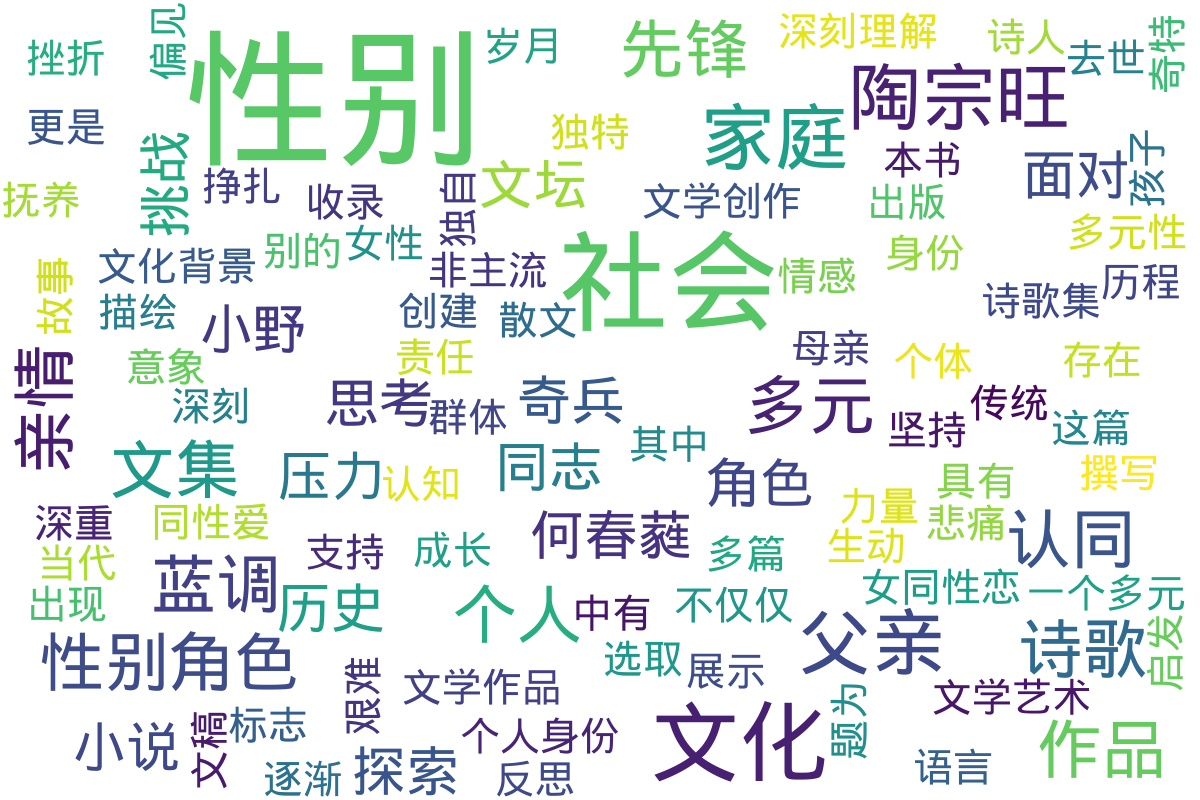 偏见
岁月
先锋
深刻理解
诗人
奇特
挫折
性别
去世
陶宗旺
更是
家庭
独特
挑战
文坛
本书
面对
孩子
抚养
挣扎
收录
独自
文学创作
出版
多元性
别的
女性
社会
身份
文化背景
非主流
情感
历程
故事
描绘
小野
创建
散文
诗歌集
意象
责任
母亲
个体
存在
亲情
深刻
思考
群体
奇兵
多元
坚持
传统
这篇
其中
文集
压力
认知
同志
角色
具有
撰写
深重
同性爱
何春蕤
力量
悲痛
认同
当代
支持
成长
多篇
生动
出现
蓝调
历史
个人
中有
不仅仅
女同性恋
一个多元
性别角色
父亲
诗歌
启发
艰难
文学作品
选取
展示
题为
文学艺术
小说
文稿
标志
个人身份
文化
作品
逐渐
探索
反思
语言